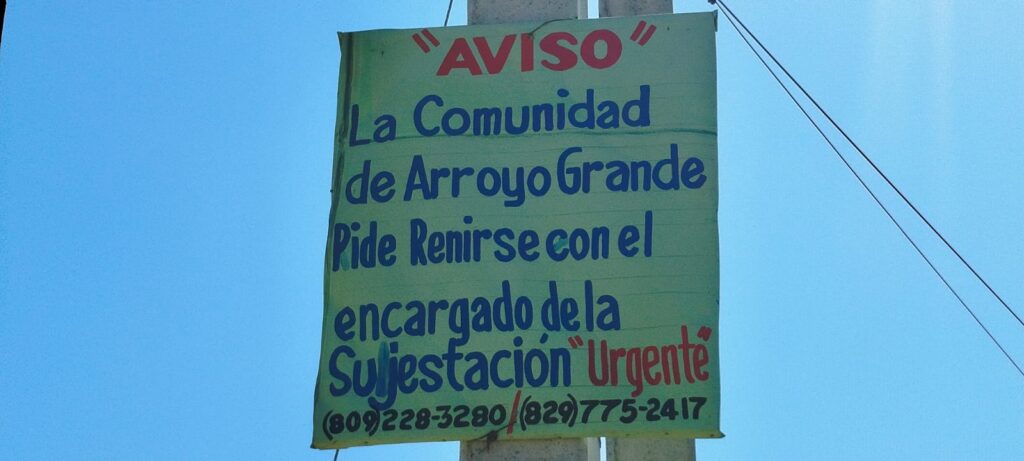 "AVISO"
La Comunidad
de Arroyo Grande
Pide Renirse con el
encargado de la
Subjestación "Urgente"
(809)228-3280/(829)775-2417